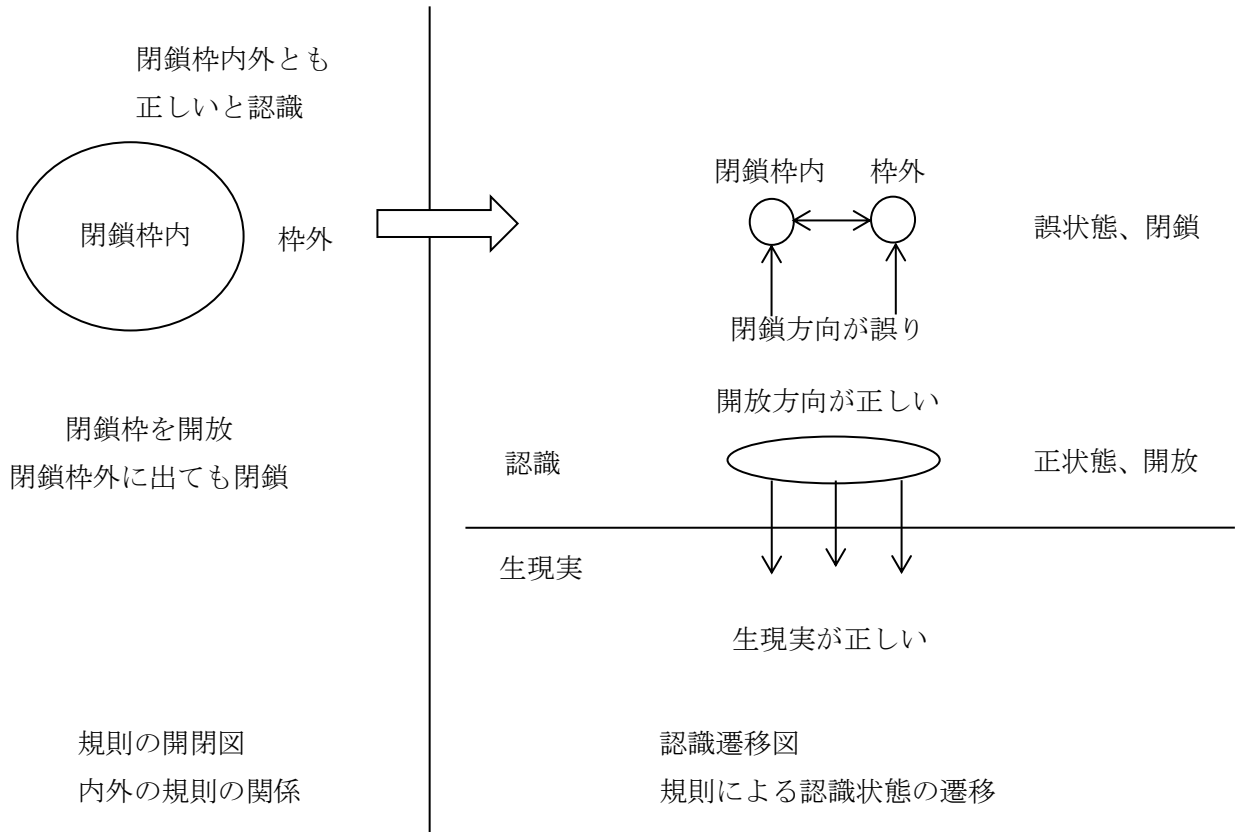 閉鎖枠内外とも
正しいと認識
閉鎖枠内
枠外
閉鎖枠を開放
閉鎖枠外に出ても閉鎖
規則の開閉図
内外の規則の関係
閉鎖枠内
枠外
誤状態、閉鎖
閉鎖方向が誤り
開放方向が正しい
認識
正状態、開放
生現実
生現実が正しい
認識遷移図
規則による認識状態の遷移